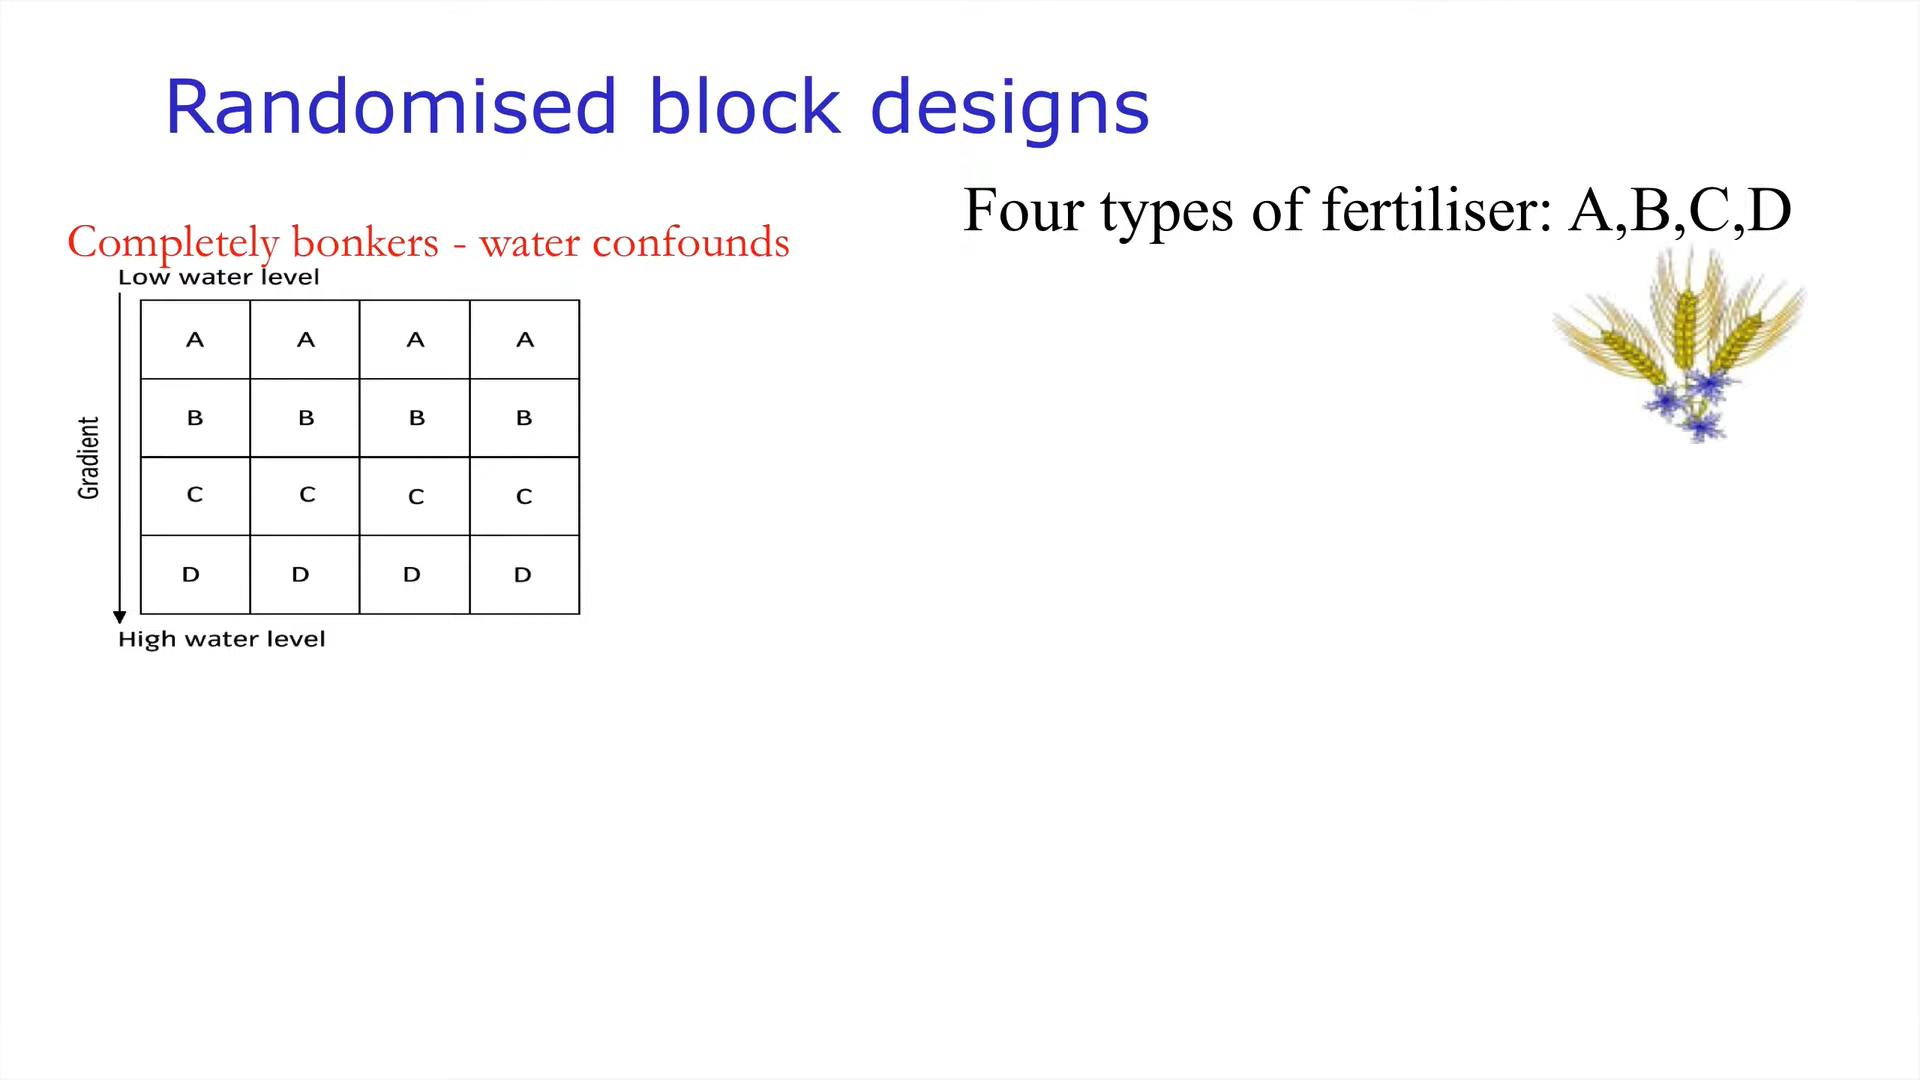 Randomised block designs
Four types of fertiliser: A,B,C,D
Completely bonkers - water confounds
Low water level
Gradient
A A A A
B B B B
C C C C
D D D D
High water level